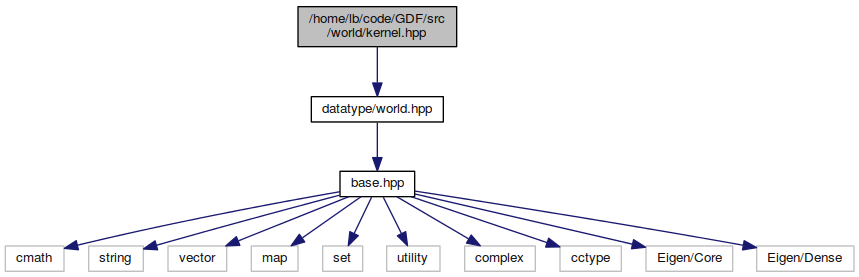 /home/lb/code/GDF/src
/world/kernel.hpp
datatype/world.hpp
base.hpp
cmath
string
vector
map
set
utility
complex
cctype
Eigen/Core
Eigen/Dense